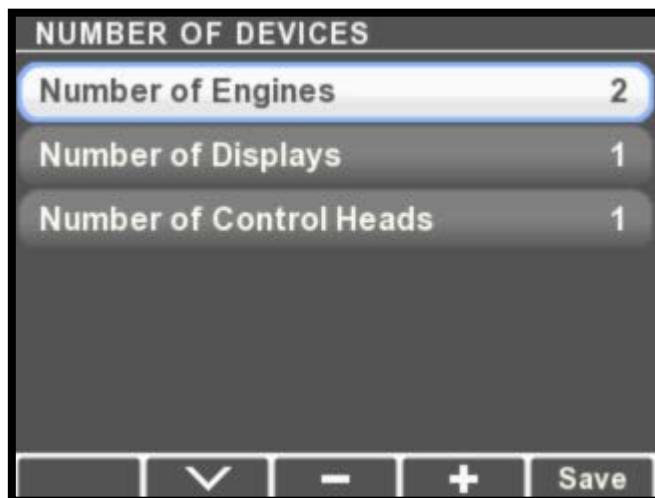 NUMBER OF DEVICES
Number of Engines 2
Number of Displays 1
Number of Control Heads 1
Save